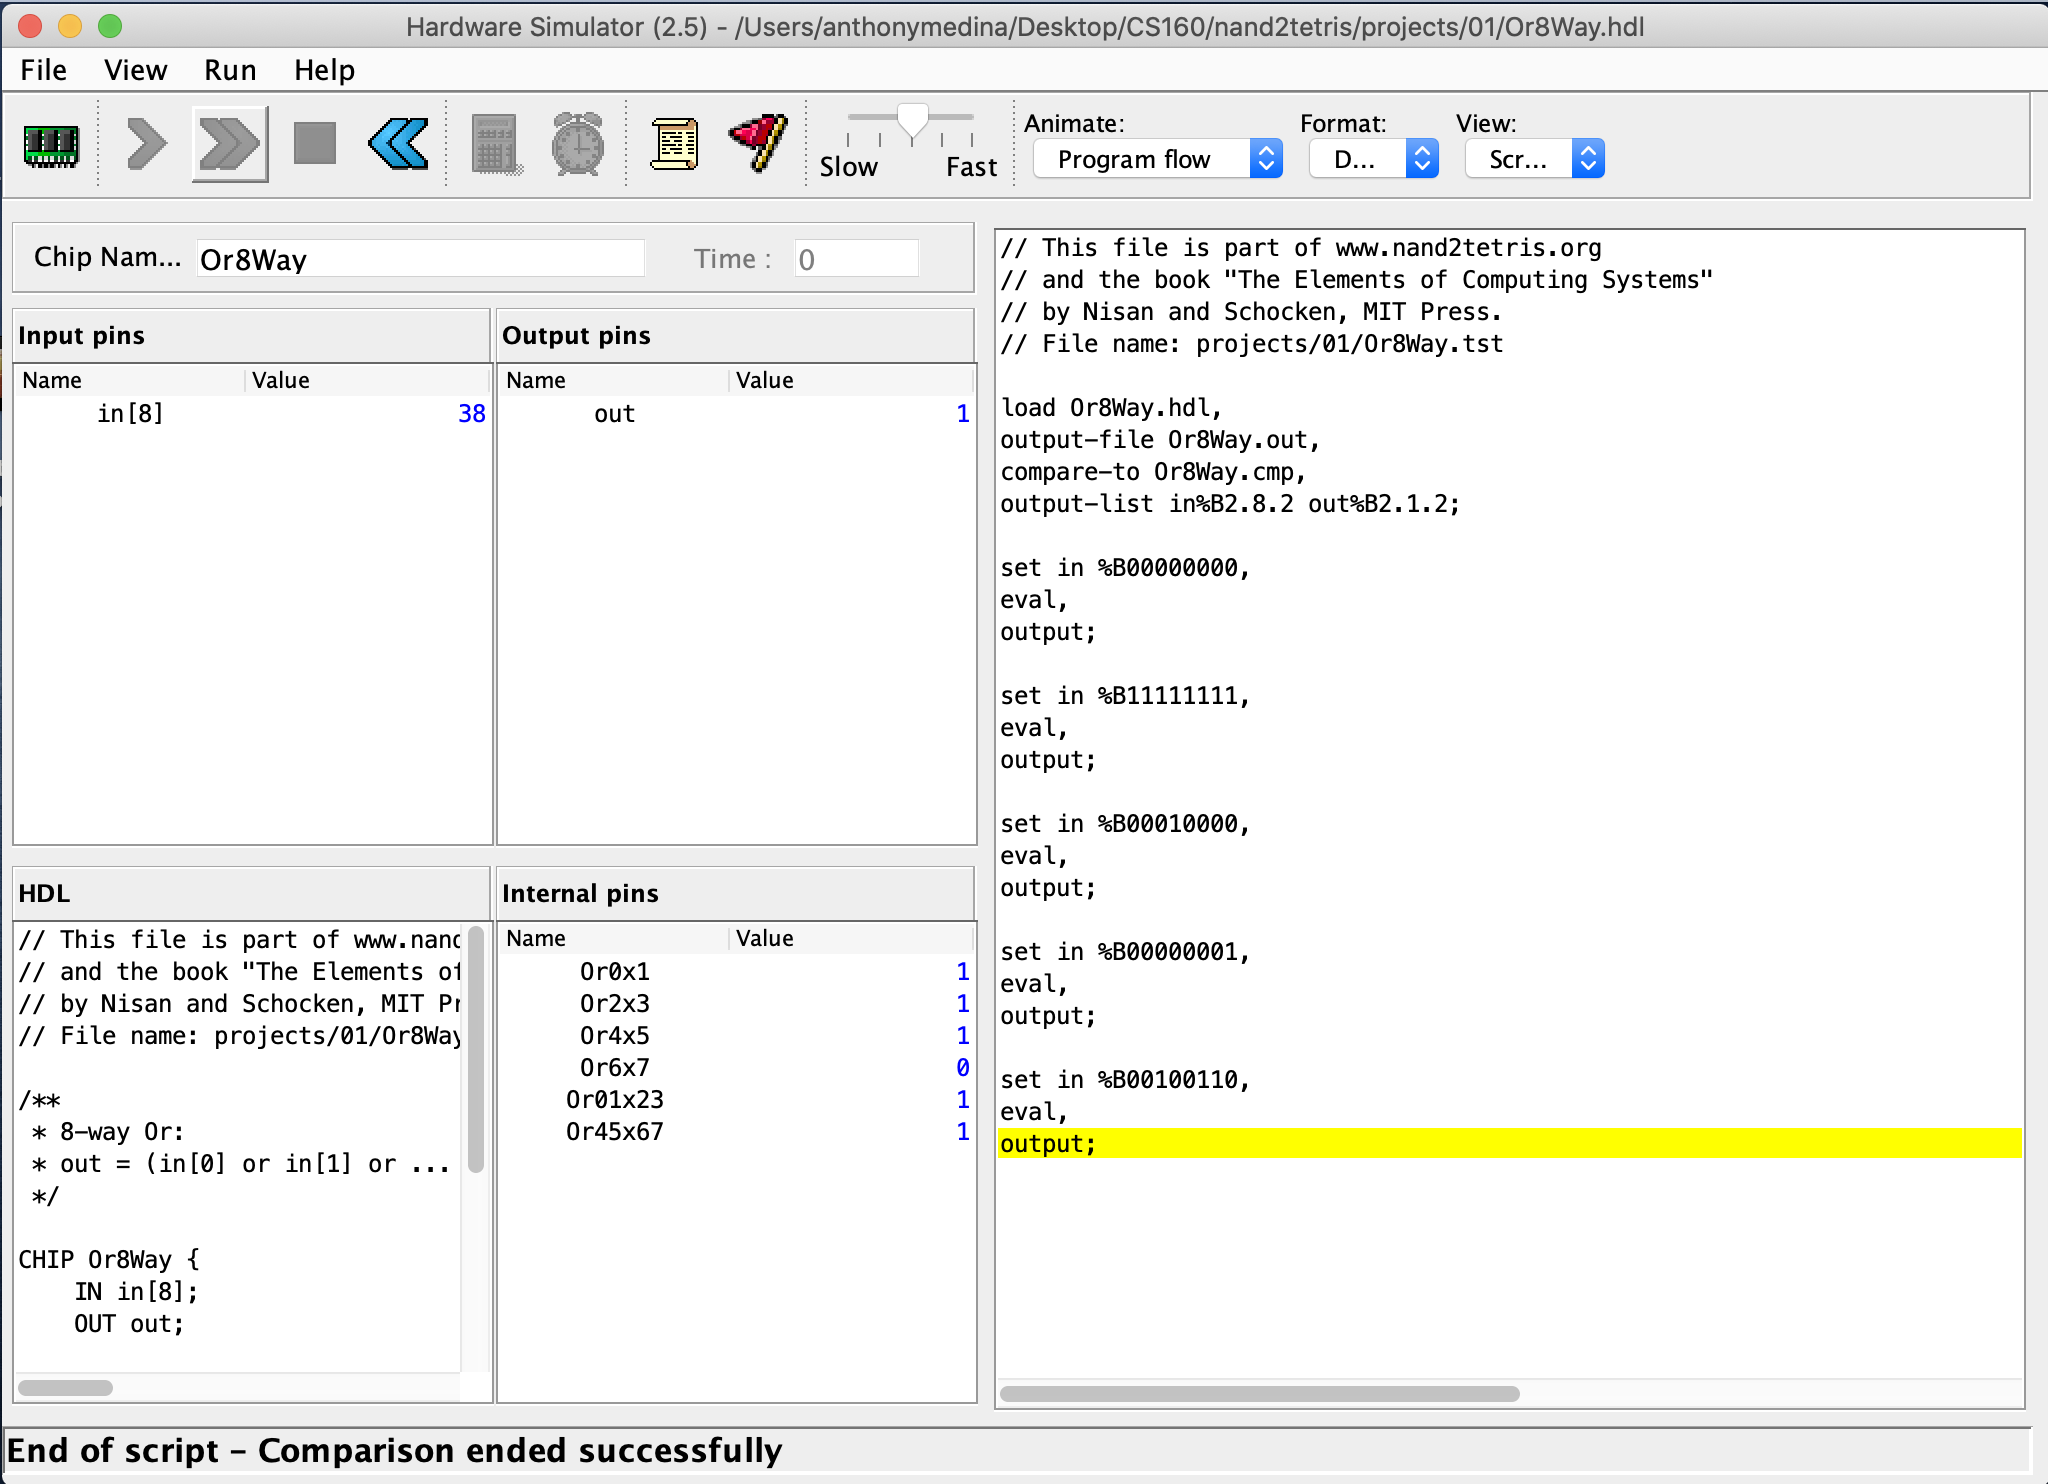 Hardware Simulator (2.5) - /Users/anthonymedina/Desktop/CS160/nand2tetris/projects/01/Or8Way.hdl
File View Run Help
Slow Fast
Animate:
Program flow
Format:
D...
View:
Scr...
Chip Nam... Or8Way Time : 0
Input pins
Name Value
in[8] 38
Output pins
Name Value
out 1
HDL
// This file is part of www.nand
// and the book "The Elements of
// by Nisan and Schocken, MIT Pr
// File name: projects/01/Or8Way
/**
* 8-way Or:
* out = (in[0] or in[1] or ...
*/
CHIP Or8Way {
IN in[8];
OUT out;
Internal pins
Name Value
Or0x1 1
Or2x3 1
Or4x5 1
Or6x7 0
Or01x23 1
Or45x67 1
// This file is part of www.nand2tetris.org
// and the book "The Elements of Computing Systems"
// by Nisan and Schocken, MIT Press.
// File name: projects/01/Or8Way.tst
load Or8Way.hdl,
output-file Or8Way.out,
compare-to Or8Way.cmp,
output-list in%B2.8.2 out%B2.1.2;
set in %B00000000,
eval,
output;
set in %B11111111,
eval,
output;
set in %B00010000,
eval,
output;
set in %B00000001,
eval,
output;
set in %B00100110,
eval,
output;
End of script - Comparison ended successfully